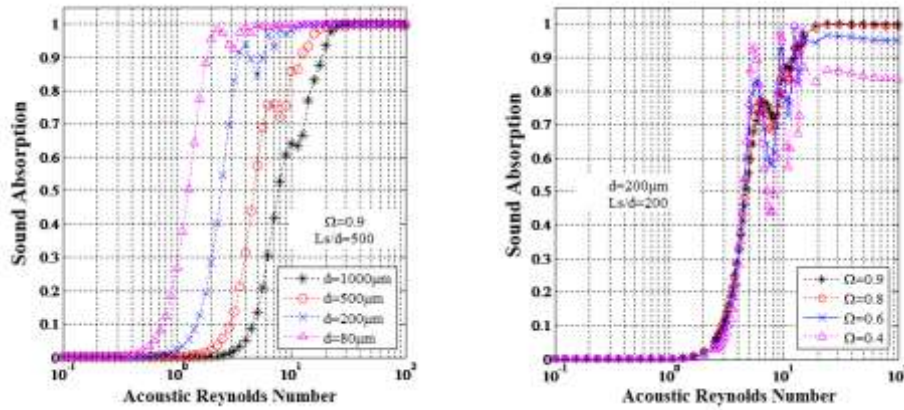 Sound Absorption
1
0.9
0.8
0.7
0.6
0.5
0.4
0.3
0.2
0.1
0
Ω=0.9
Ls/d=500
d=1000μm
d=500μm
d=200μm
d=80μm
10⁻¹ 10⁰ 10¹ 10²
Acoustic Reynolds Number
Sound Absorption
1
0.9
0.8
0.7
0.6
0.5
0.4
0.3
0.2
0.1
0
d=200μm
Ls/d=200
Ω=0.9
Ω=0.8
Ω=0.6
Ω=0.4
10⁻¹ 10⁰ 10¹ 10²
Acoustic Reynolds Number